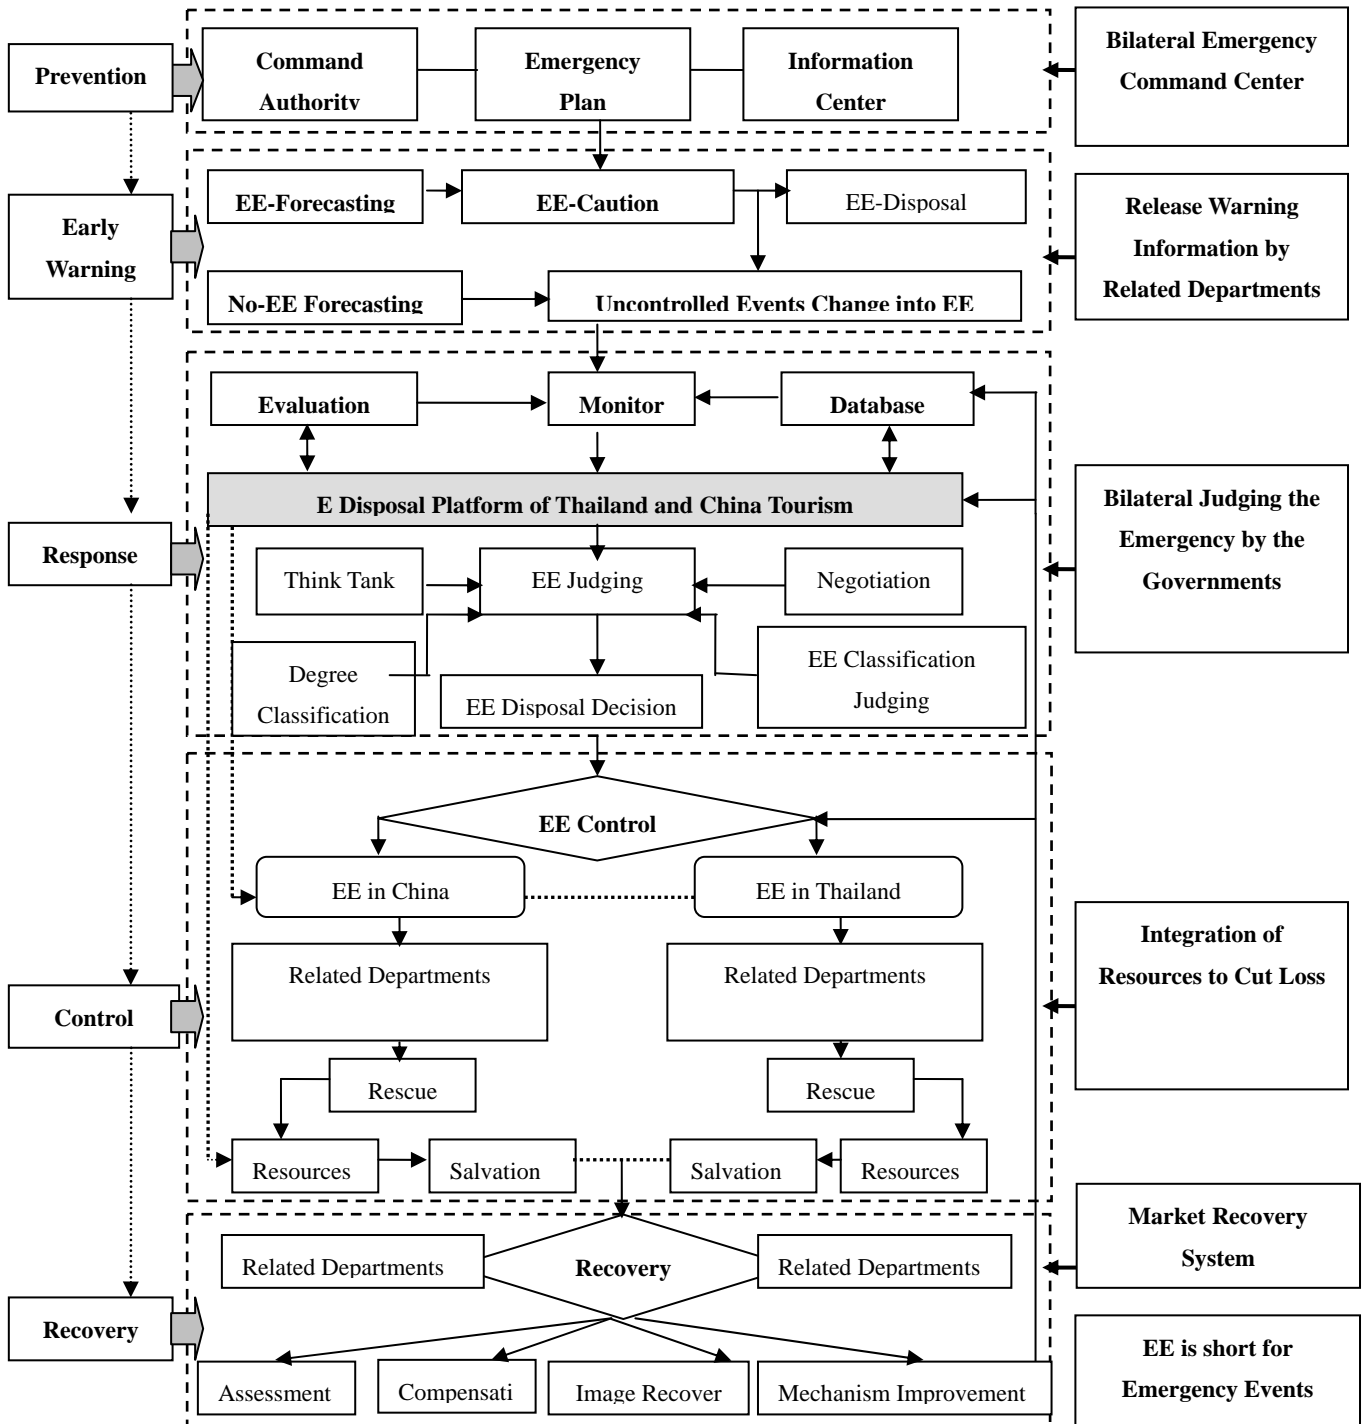 Prevention
Command
Authority
Emergency
Plan
Information
Center
Bilateral Emergency
Command Center
Early
Warning
EE-Forecasting
EE-Caution
EE-Disposal
No-EE Forecasting
Uncontrolled Events Change into EE
Release Warning
Information by
Related Departments
Response
Evaluation
Monitor
Database
E Disposal Platform of Thailand and China Tourism
Think Tank
EE Judging
Negotiation
Degree
Classification
EE Disposal Decision
EE Classification
Judging
Bilateral Judging the
Emergency by the
Governments
Control
EE Control
EE in China
EE in Thailand
Related Departments
Related Departments
Rescue
Rescue
Resources
Salvation
Salvation
Resources
Integration of
Resources to Cut Loss
Recovery
Related Departments
Recovery
Related Departments
Assessment
Compensati
Image Recover
Mechanism Improvement
Market Recovery
System
EE is short for
Emergency Events